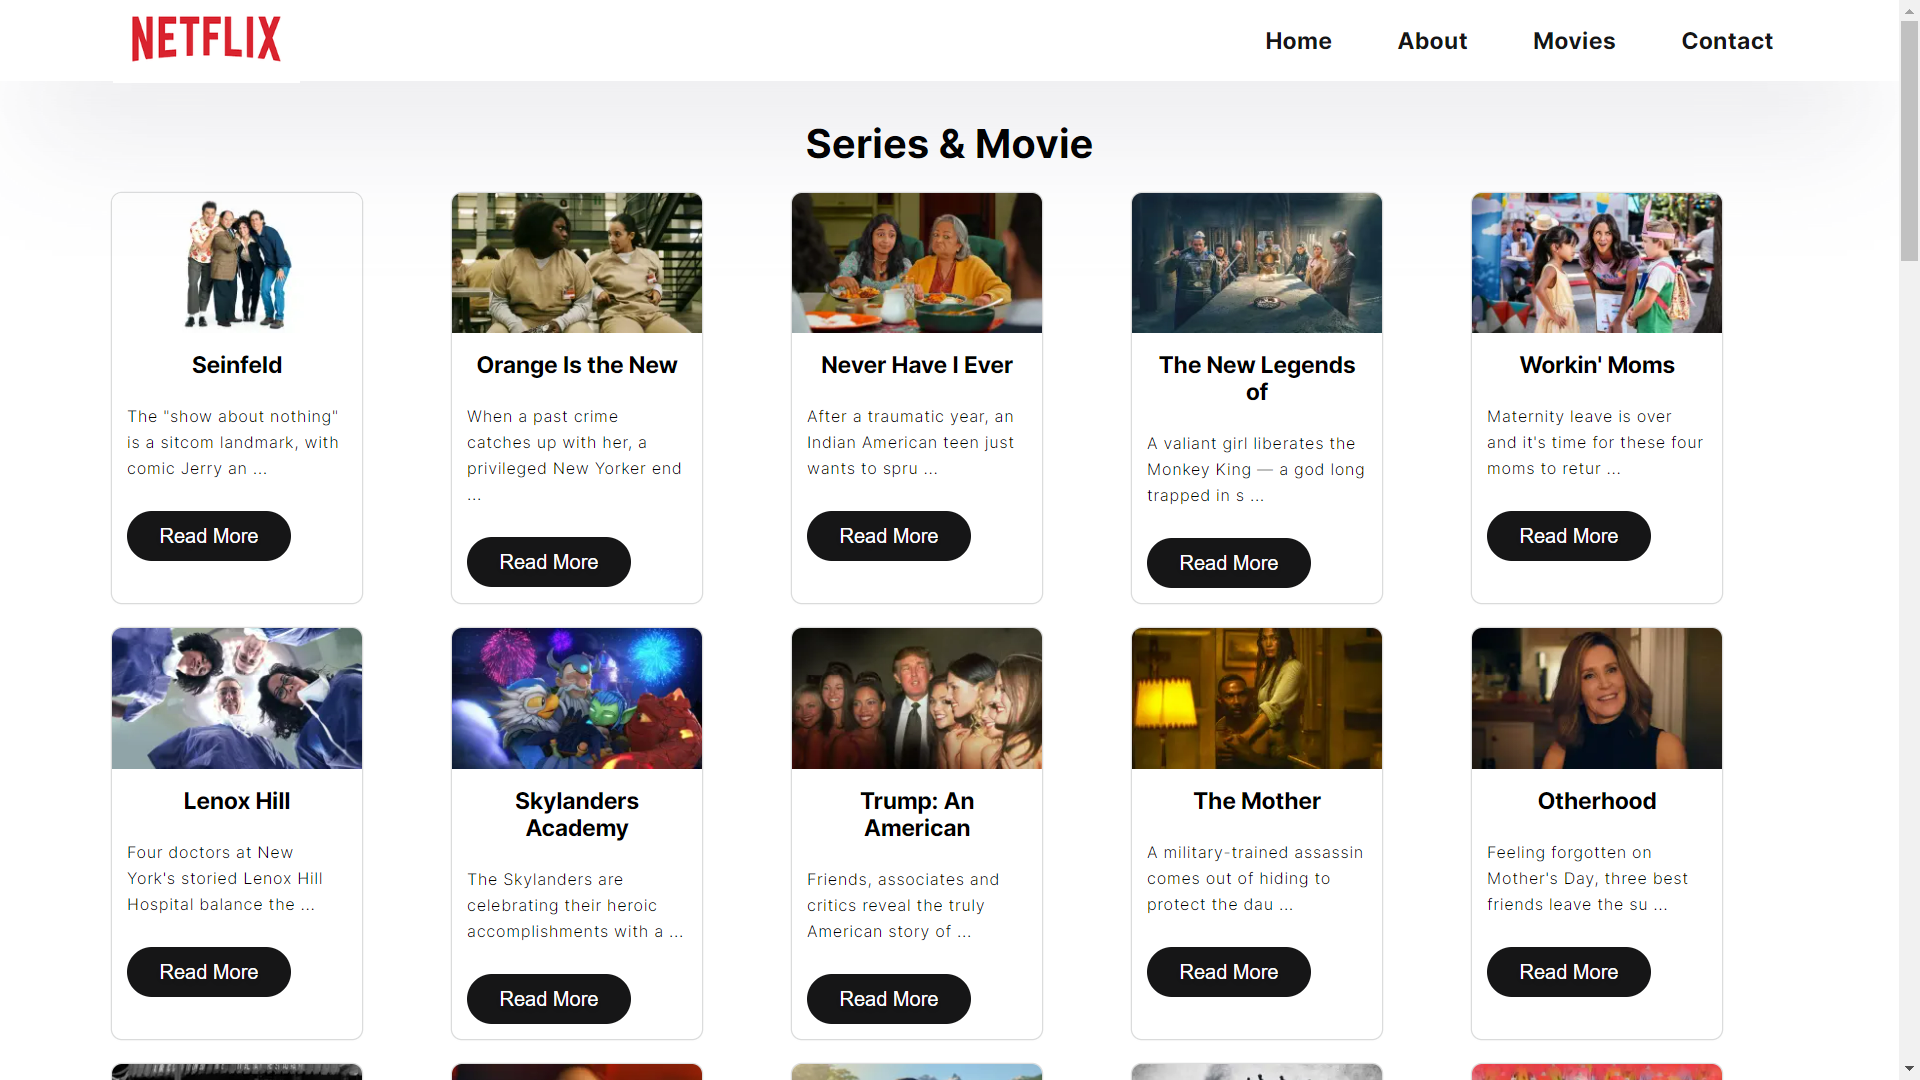 NETFLIX
Home About Movies Contact
Series & Movie
Seinfeld
The "show about nothing"
is a sitcom landmark, with
comic Jerry an ...
Read More
Orange Is the New
When a past crime
catches up with her, a
privileged New Yorker end
...
Read More
Never Have I Ever
After a traumatic year, an
Indian American teen just
wants to spru ...
Read More
The New Legends
of
A valiant girl liberates the
Monkey King — a god long
trapped in s ...
Read More
Workin' Moms
Maternity leave is over
and it's time for these four
moms to retur ...
Read More
Lenox Hill
Four doctors at New
York's storied Lenox Hill
Hospital balance the ...
Read More
Skylanders
Academy
The Skylanders are
celebrating their heroic
accomplishments with a ...
Read More
Trump: An
American
Friends, associates and
critics reveal the truly
American story of ...
Read More
The Mother
A military-trained assassin
comes out of hiding to
protect the dau ...
Read More
Otherhood
Feeling forgotten on
Mother's Day, three best
friends leave the su ...
Read More